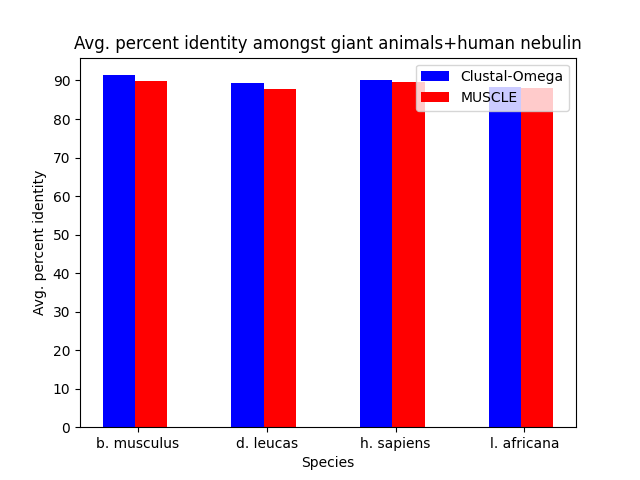 Avg. percent identity amongst giant animals+human nebulin
Clustal-Omega
MUSCLE
Avg. percent identity
90
80
70
60
50
40
30
20
10
0
b. musculus
d. leucas
h. sapiens
l. africana
Species